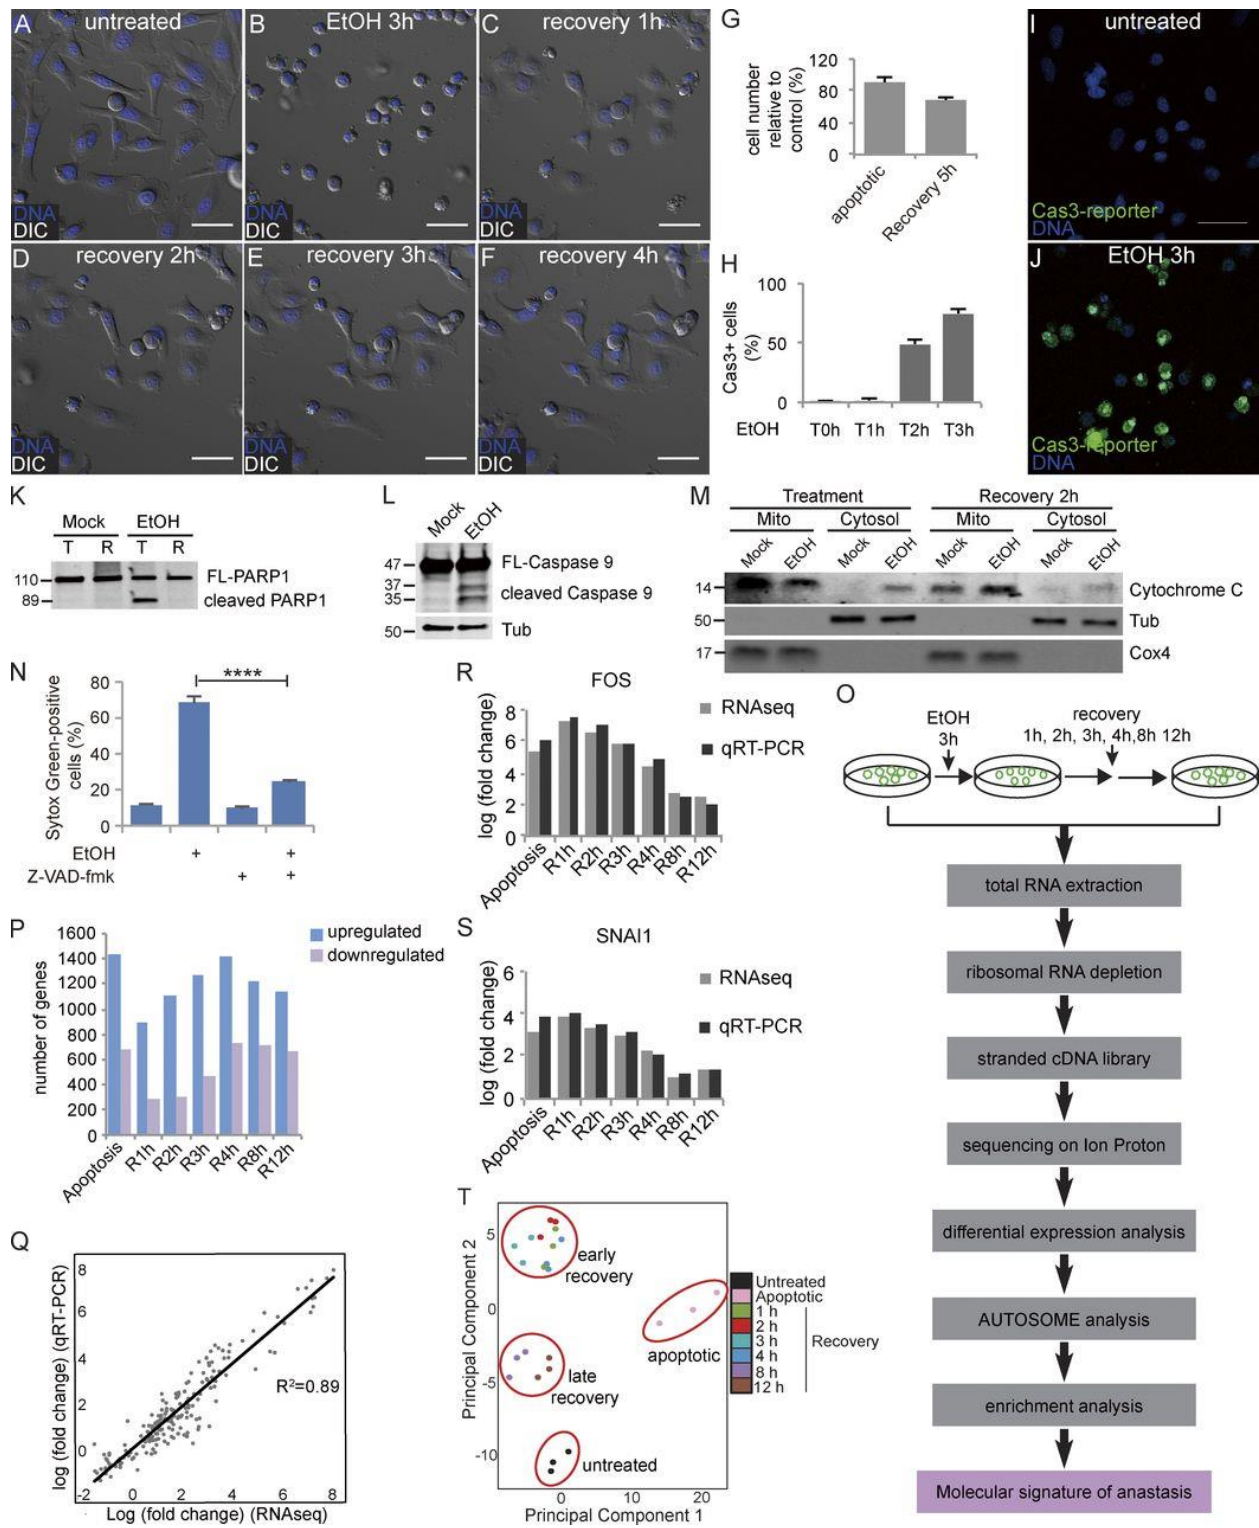 A untreated
DNA
DIC
B EtOH 3h
DNA
DIC
C recovery 1h
DNA
DIC
D recovery 2h
DNA
DIC
E recovery 3h
DNA
DIC
F recovery 4h
DNA
DIC
G
cell number
relative to
control (%)
120
80
40
0
apoptotic
Recovery 5h
H
Cas3+ cells
(%)
100
50
0
EtOH T0h T1h T2h T3h
I untreated
Cas3-reporter
DNA
J EtOH 3h
Cas3-reporter
DNA
K
Mock EtOH
T R T R
110 FL-PARP1
89 cleaved PARP1
L
Mock EtOH
47 FL-Caspase 9
37
35 cleaved Caspase 9
50 Tub
M
Treatment Recovery 2h
Mito Cytosol Mito Cytosol
Mock EtOH Mock EtOH Mock EtOH Mock EtOH
14 Cytochrome C
50 Tub
17 Cox4
N
Sytox Green-positive
cells (%)
80
60
40
20
0
****
EtOH + +
Z-VAD-fmk + +
R
FOS
log (fold change)
8
6
4
2
0
RNAseq
qRT-PCR
Apoptosis R1h R2h R3h R4h R8h R12h
O
EtOH
3h
recovery
1h, 2h, 3h, 4h,8h 12h
total RNA extraction
ribosomal RNA depletion
stranded cDNA library
sequencing on Ion Proton
differential expression analysis
AUTOSOME analysis
enrichment analysis
Molecular signature of anastasis
P
number of genes
1600
1400
1200
1000
800
600
400
200
0
upregulated
downregulated
Apoptosis R1h R2h R3h R4h R8h R12h
S
SNAI1
log (fold change)
6
4
2
0
RNAseq
qRT-PCR
Apoptosis R1h R2h R3h R4h R8h R12h
Q
log (fold change) (qRT-PCR)
8
6
4
2
0
R²=0.89
-2 0 2 4 6 8
Log (fold change) (RNAseq)
T
Principal Component 2
5
0
-5
-10
early
recovery
late
recovery
apoptotic
untreated
0 10 20
Principal Component 1
Untreated
Apoptotic
1 h
2 h
3 h
4 h
8 h
12 h
Recovery